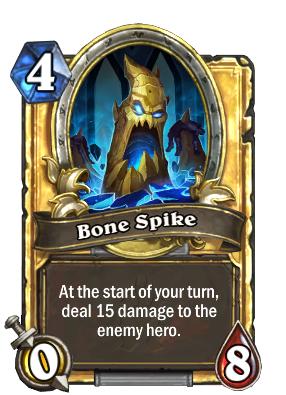 4
Bone Spike
At the start of your turn,
deal 15 damage to the
enemy hero.
0
8